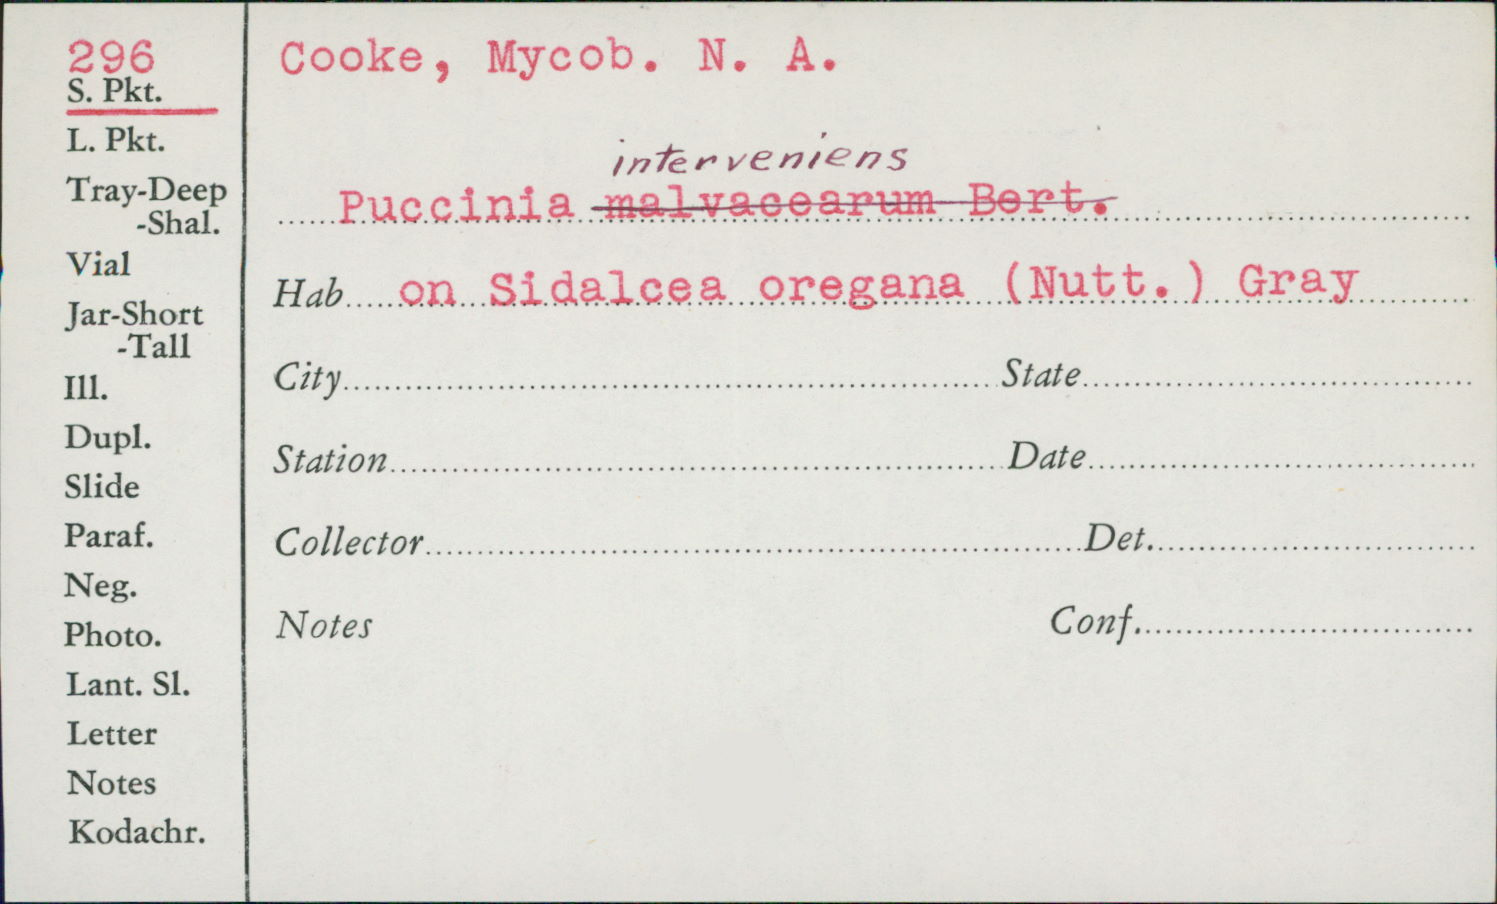 296
S. Pkt.
L. Pkt.
Tray-Deep
-Shal.
Vial
Jar-Short
-Tall
Ill.
Dupl.
Slide
Paraf.
Neg.
Photo.
Lant. Sl.
Letter
Notes
Kodachr.
Cooke, Mycob. N. A.
interveniens
Puccinia malvacearum Bert.
Hab. on Sidalcea oregana (Nutt.) Gray
City State
Station Date
Collector Det.
Notes Conf.